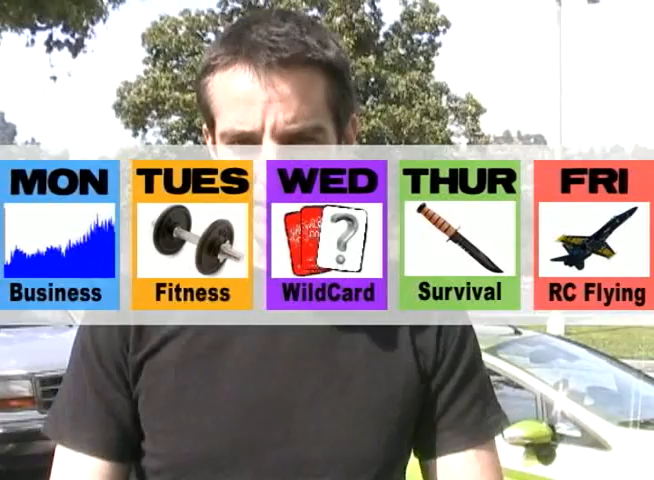 MON TUES WED THUR FRI
?
Business Fitness WildCard Survival RC Flying